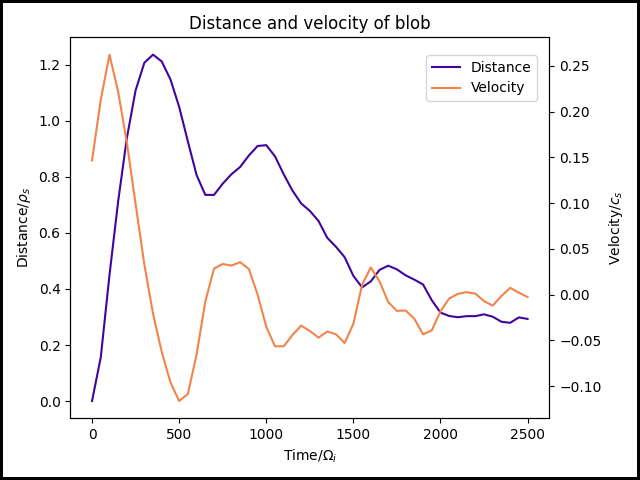 Distance and velocity of blob
Distance
Velocity
1.2
1.0
0.8
0.6
0.4
0.2
0.0
Distance/ρₛ
0.25
0.20
0.15
0.10
0.05
0.00
−0.05
−0.10
Velocity/cₛ
0 500 1000 1500 2000 2500
Time/Ωᵢ